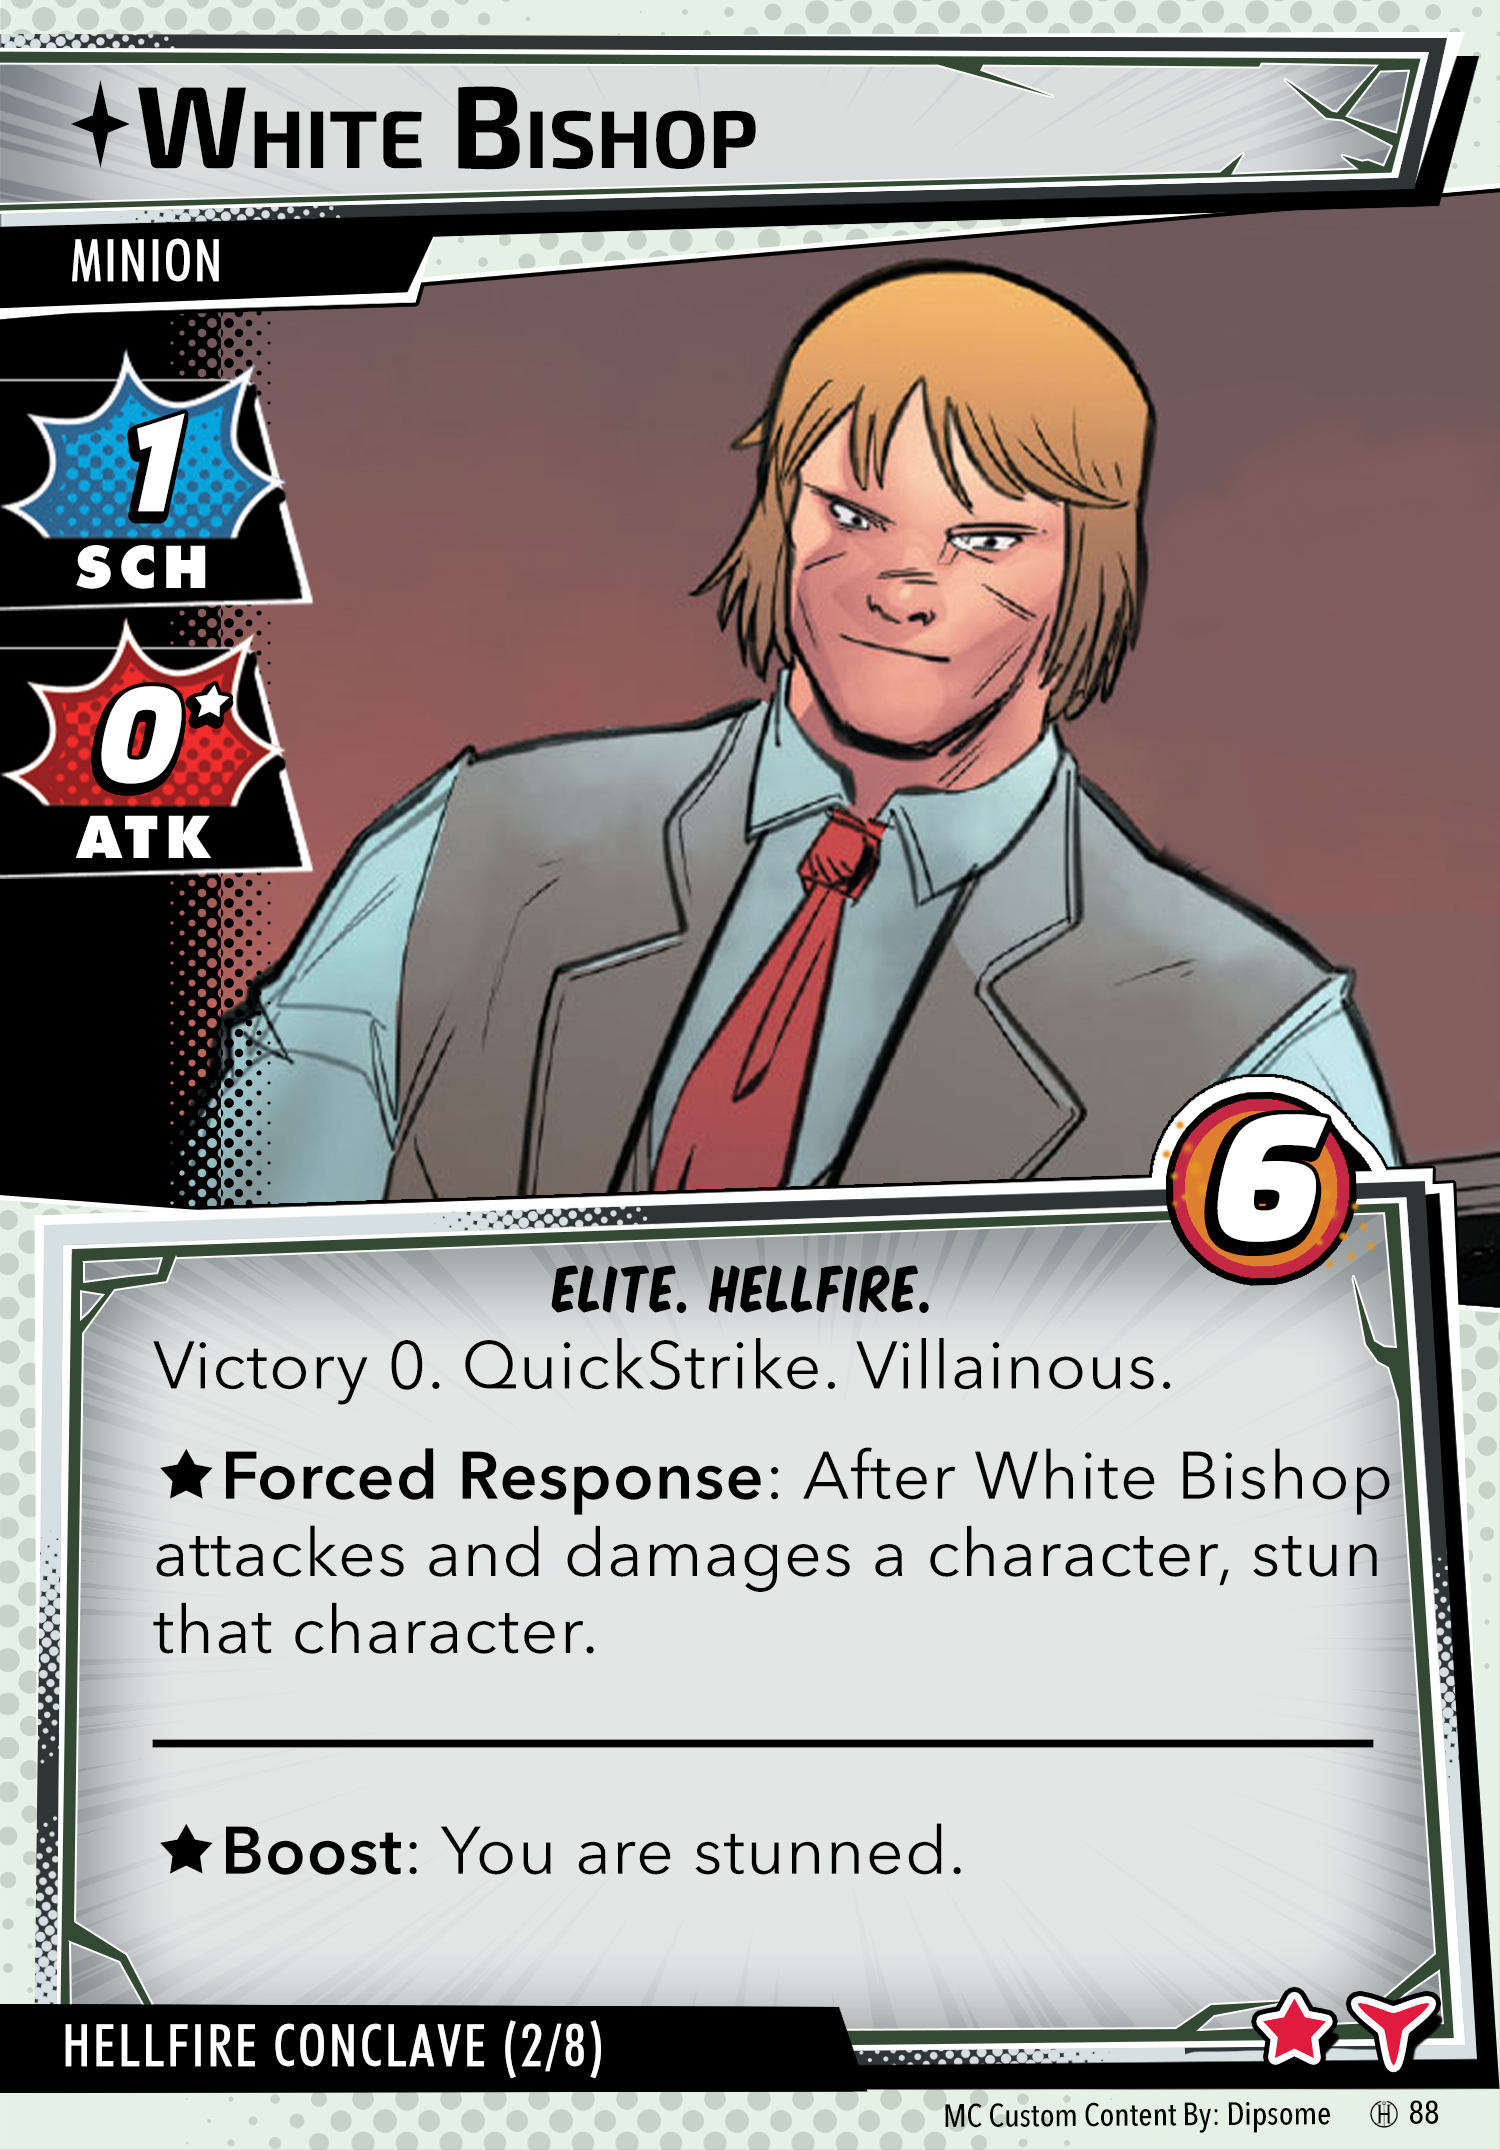 White Bishop
MINION
1
SCH
0
ATK
6
ELITE. HELLFIRE.
Victory 0. QuickStrike. Villainous.
★Forced Response: After White Bishop
attackes and damages a character, stun
that character.
★Boost: You are stunned.
HELLFIRE CONCLAVE (2/8)
MC Custom Content By: Dipsome Ⓗ 88